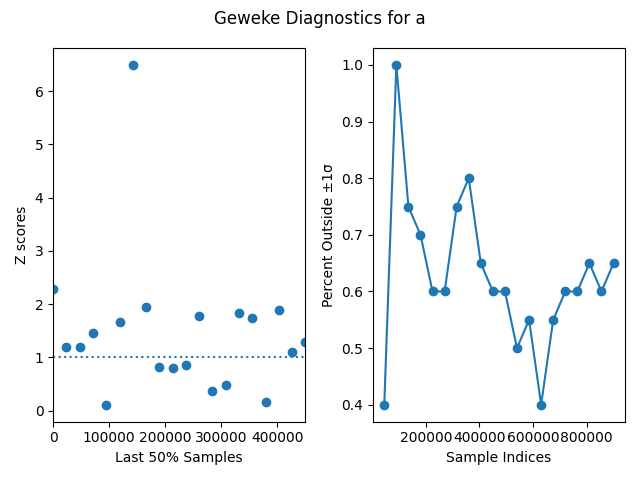 Geweke Diagnostics for a
Z scores
6
5
4
3
2
1
0
0 100000 200000 300000 400000
Last 50% Samples
Percent Outside ±1σ
1.0
0.9
0.8
0.7
0.6
0.5
0.4
200000 400000 600000 800000
Sample Indices